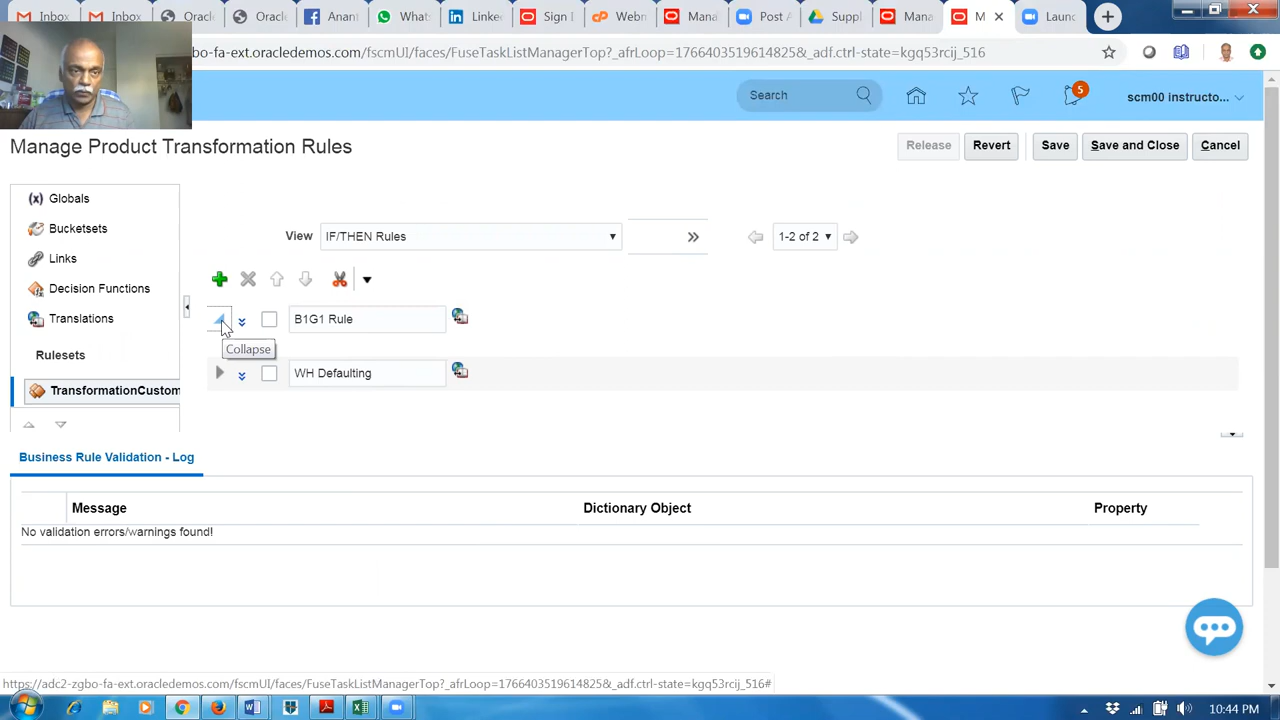 Inbox
Inbox
Oracl
Oracl
Inbo
Anant
What
Linke
Sign
Webm
Mana
Post A
Suppl
Man
M
Laun
bo-fa-ext.oracledemos.com/fscmUI/faces/FuseTaskListManagerTop?_afrLoop=1766403519614825&_adf.ctrl-state=kgq53rcij_516
Search
5
scm00 instructo...
Manage Product Transformation Rules
Release
Revert
Save
Save and Close
Cancel
(x) Globals
Bucketsets
Links
Decision Functions
Translations
Rulesets
TransformationCustom
View
IF/THEN Rules
1-2 of 2
B1G1 Rule
Collapse
WH Defaulting
Business Rule Validation - Log
Message
Dictionary Object
Property
No validation errors/warnings found!
https://adc2-zgbo-fa-ext.oracledemos.com/fscmUI/faces/FuseTaskListManagerTop?_afrLoop=1766403519614825&_adf.ctrl-state=kgq53rcij_516#
10:44 PM